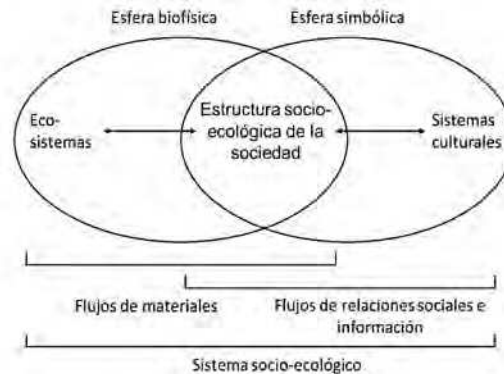 Esfera biofísica
Esfera simbólica
Eco-
sistemas
Estructura socio-
ecológica de la
sociedad
Sistemas
culturales
Flujos de materiales
Flujos de relaciones sociales e
información
Sistema socio-ecológico